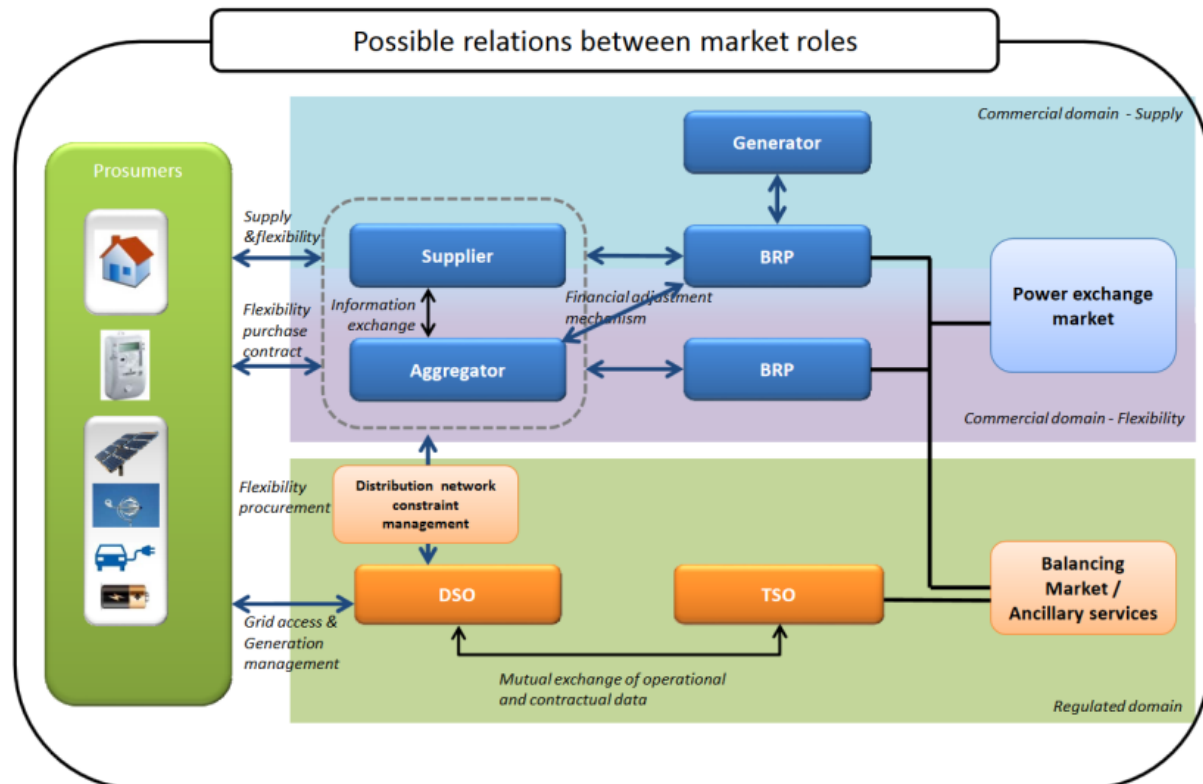 Possible relations between market roles
Commercial domain - Supply
Prosumers
Generator
Supply
&flexibility
Supplier
BRP
Power exchange
market
Information
exchange
Financial adjustment
mechanism
Flexibility
purchase
contract
Aggregator
BRP
Commercial domain - Flexibility
Flexibility
procurement
Distribution network
constraint
management
DSO
TSO
Balancing
Market /
Ancillary services
Grid access &
Generation
management
Mutual exchange of operational
and contractual data
Regulated domain